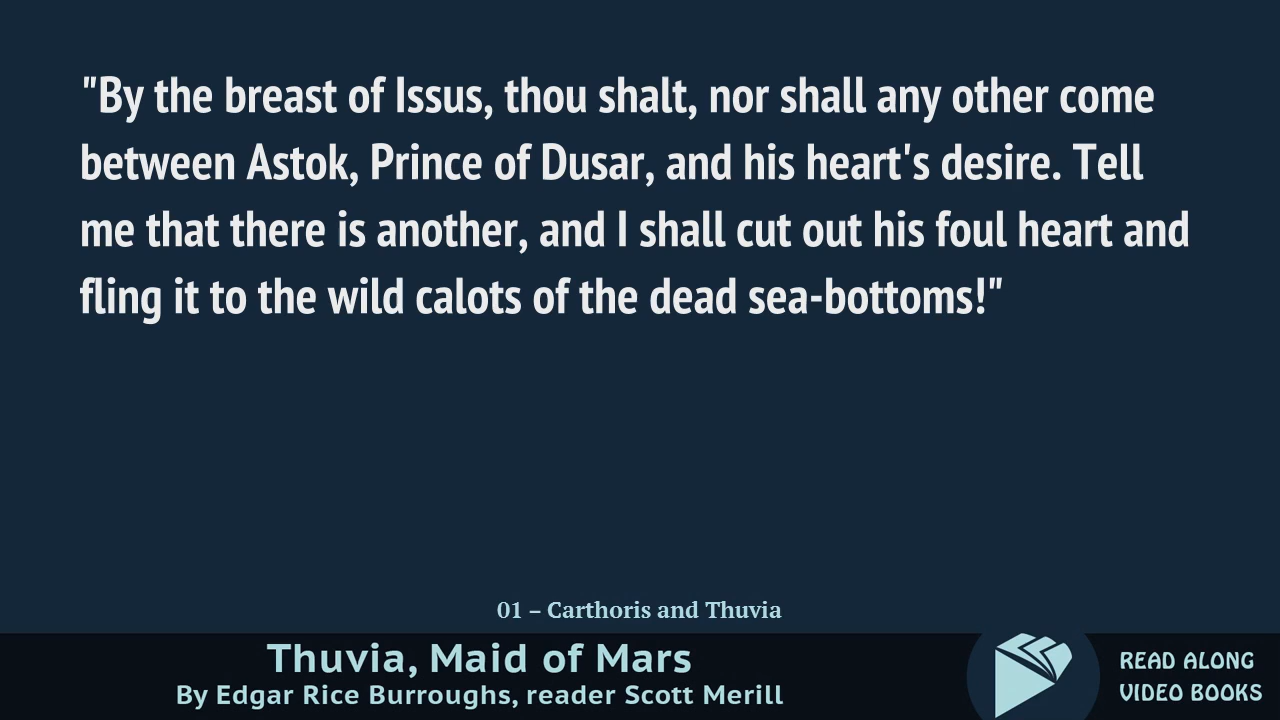 "By the breast of Issus, thou shalt, nor shall any other come
between Astok, Prince of Dusar, and his heart's desire. Tell
me that there is another, and I shall cut out his foul heart and
fling it to the wild calots of the dead sea-bottoms!"
01 – Carthoris and Thuvia
Thuvia, Maid of Mars
By Edgar Rice Burroughs, reader Scott Merill
READ ALONG
VIDEO BOOKS